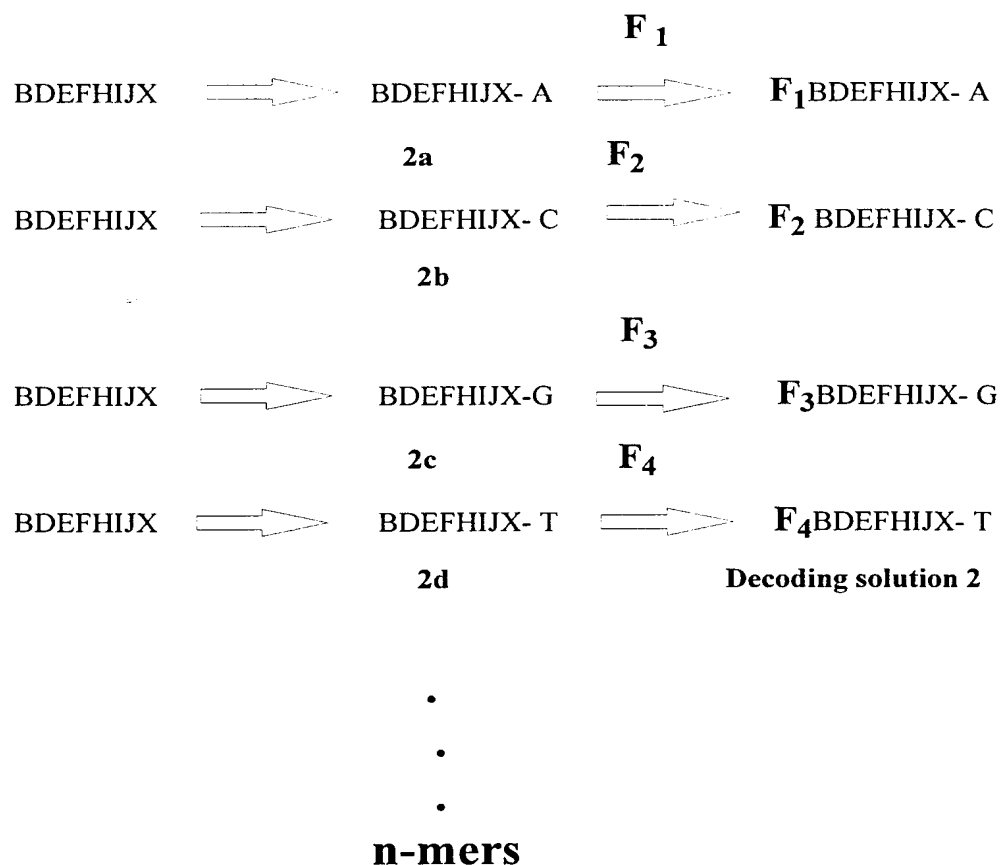 F 1
BDEFHIJX BDEFHIJX- A F1BDEFHIJX- A
2a F2
BDEFHIJX BDEFHIJX- C F2 BDEFHIJX- C
2b
F3
BDEFHIJX BDEFHIJX-G F3BDEFHIJX- G
2c F4
BDEFHIJX BDEFHIJX- T F4BDEFHIJX- T
2d Decoding solution 2
n-mers